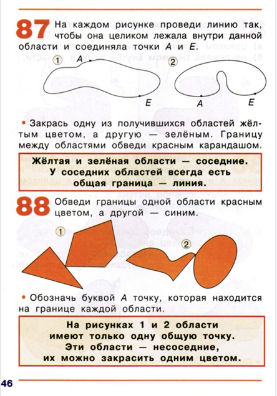 87 На каждом рисунке проведи линию так,
чтобы она целиком лежала внутри данной
области и соединяла точки А и Е.
1 А Е
2 А Е
• Закрась одну из получившихся областей жёл-
тым цветом, а другую — зелёным. Границу
между областями обведи красным карандашом.
Жёлтая и зелёная области — соседние.
У соседних областей всегда есть
общая граница — линия.
88 Обведи границы одной области красным
цветом, а другой — синим.
1
2
• Обозначь буквой А точку, которая находится
на границе каждой области.
На рисунках 1 и 2 области
имеют только одну общую точку.
Эти области — несоседние,
их можно закрасить одним цветом.
46